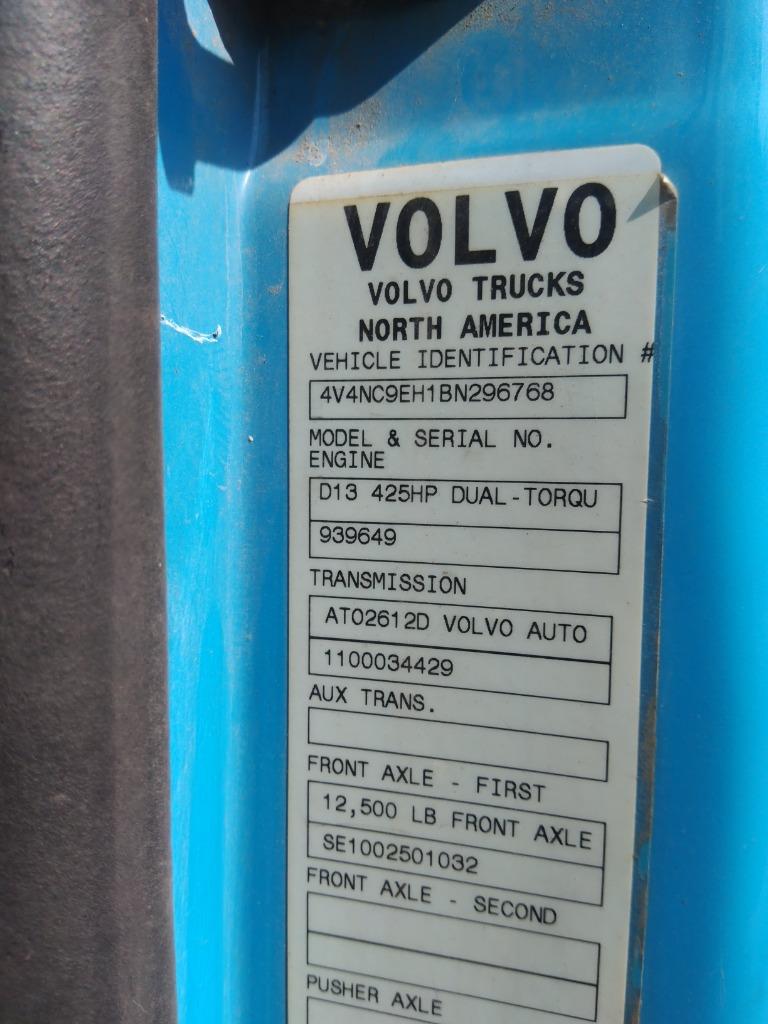 VOLVO
VOLVO TRUCKS
NORTH AMERICA
VEHICLE IDENTIFICATION #
4V4NC9EH1BN296768
MODEL & SERIAL NO.
ENGINE
D13 425HP DUAL-TORQU
939649
TRANSMISSION
ATO2612D VOLVO AUTO
1100034429
AUX TRANS.
FRONT AXLE - FIRST
12,500 LB FRONT AXLE
SE1002501032
FRONT AXLE - SECOND
PUSHER AXLE